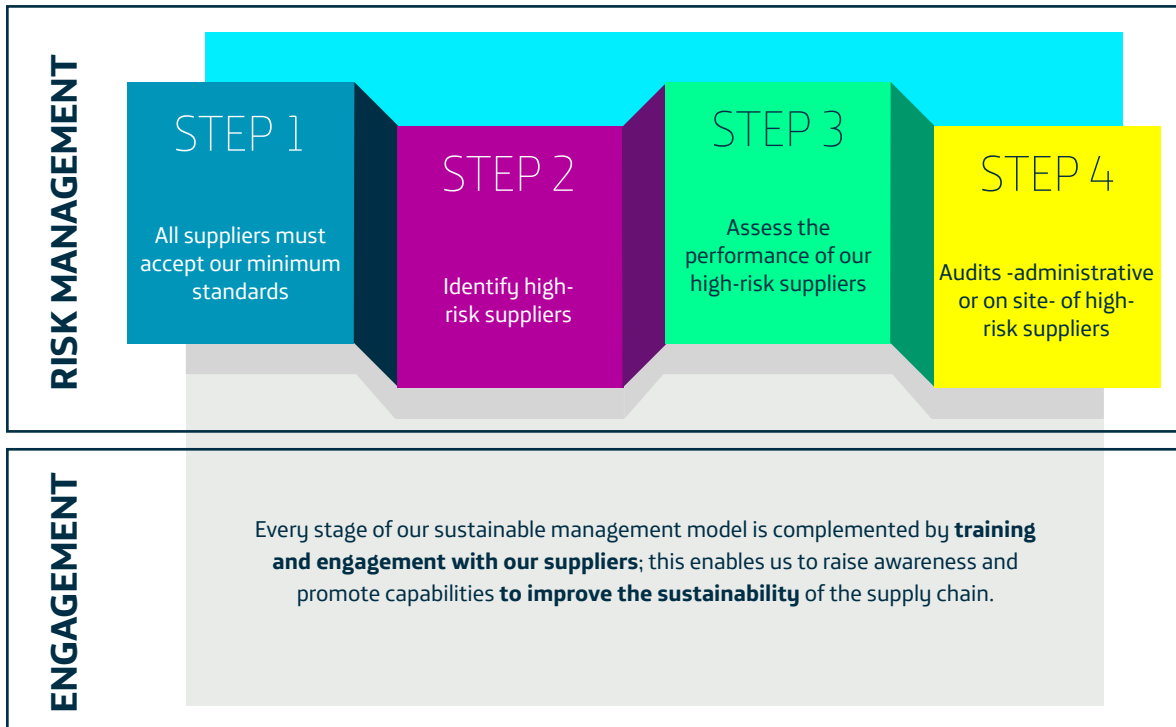 RISK MANAGEMENT
STEP 1
All suppliers must
accept our minimum
standards
STEP 2
Identify high-
risk suppliers
STEP 3
Assess the
performance of our
high-risk suppliers
STEP 4
Audits -administrative
or on site- of high-
risk suppliers
ENGAGEMENT
Every stage of our sustainable management model is complemented by training
and engagement with our suppliers; this enables us to raise awareness and
promote capabilities to improve the sustainability of the supply chain.